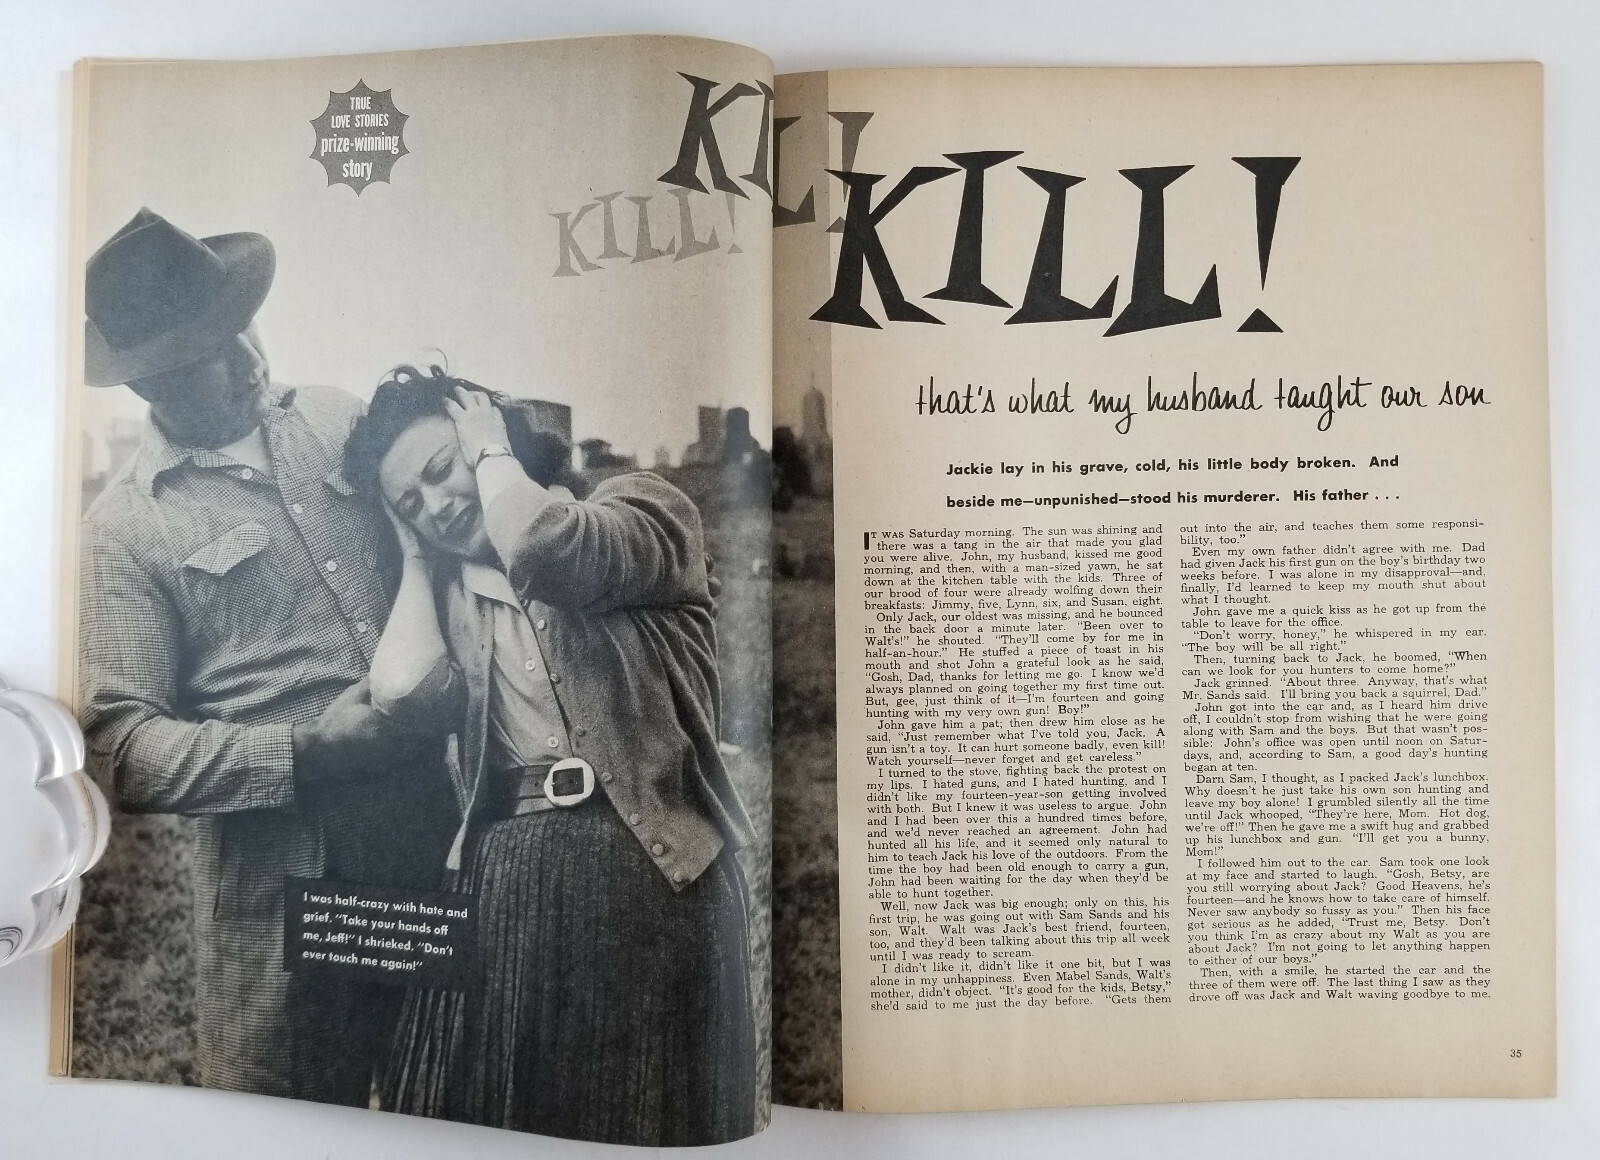 TRUE
LOVE STORIES
prize-winning
story
KILL!
KILL!
KILL!
that's what my husband taught our son
Jackie lay in his grave, cold, his little body broken. And
beside me—unpunished—stood his murderer. His father . . .
I was half-crazy with hate and
grief. "Take your hands off
me, Jeff!" I shrieked. "Don't
ever touch me again!"
IT WAS Saturday morning. The sun was shining and
there was a tang in the air that made you glad
you were alive. John, my husband, kissed me good
morning, and then, with a man-sized yawn, he sat
down at the kitchen table with the kids. Three of
our brood of four were already wolfing down their
breakfasts: Jimmy, five, Lynn, six, and Susan, eight.
Only Jack, our oldest was missing, and he bounced
in the back door a minute later. "Been over to
Walt's!" he shouted. "They'll come by for me in
half-an-hour." He stuffed a piece of toast in his
mouth and shot John a grateful look as he said,
"Gosh, Dad, thanks for letting me go. I know we'd
always planned on going together my first time out.
But, gee, just think of it—I'm fourteen and going
hunting with my very own gun! Boy!"
John gave him a pat; then drew him close as he
said, "Just remember what I've told you, Jack. A
gun isn't a toy. It can hurt someone badly, even kill!
Watch yourself—never forget and get careless."
I turned to the stove, fighting back the protest on
my lips. I hated guns, and I hated hunting, and I
didn't like my fourteen-year-son getting involved
with both. But I knew it was useless to argue. John
and I had been over this a hundred times before,
and we'd never reached an agreement. John had
hunted all his life, and it seemed only natural to
him to teach Jack his love of the outdoors. From the
time the boy had been old enough to carry a gun,
John had been waiting for the day when they'd be
able to hunt together.
Well, now Jack was big enough; only on this, his
first trip, he was going out with Sam Sands and his
son, Walt. Walt was Jack's best friend, fourteen,
too, and they'd been talking about this trip all week
until I was ready to scream.
I didn't like it, didn't like it one bit, but I was
alone in my unhappiness. Even Mabel Sands, Walt's
mother, didn't object. "It's good for the kids, Betsy,"
she'd said to me just the day before. "Gets them
out into the air, and teaches them some responsi-
bility, too."
Even my own father didn't agree with me. Dad
had given Jack his first gun on the boy's birthday two
weeks before. I was alone in my disapproval—and,
finally, I'd learned to keep my mouth shut about
what I thought.
John gave me a quick kiss as he got up from the
table to leave for the office.
"Don't worry, honey," he whispered in my ear.
"The boy will be all right."
Then, turning back to Jack, he boomed, "When
can we look for you hunters to come home?"
Jack grinned. "About three. Anyway, that's what
Mr. Sands said. I'll bring you back a squirrel, Dad."
John got into the car and, as I heard him drive
off, I couldn't stop from wishing that he were going
along with Sam and the boys. But that wasn't pos-
sible: John's office was open until noon on Satur-
days, and, according to Sam, a good day's hunting
began at ten.
Darn Sam, I thought, as I packed Jack's lunchbox.
Why doesn't he just take his own son hunting and
leave my boy alone! I grumbled silently all the time
until Jack whooped, "They're here, Mom. Hot dog,
we're off!" Then he gave me a swift hug and grabbed
up his lunchbox and gun. "I'll get you a bunny,
Mom!"
I followed him out to the car. Sam took one look
at my face and started to laugh. "Gosh, Betsy, are
you still worrying about Jack? Good Heavens, he's
fourteen—and he knows how to take care of himself.
Never saw anybody so fussy as you." Then his face
got serious as he added, "Trust me, Betsy. Don't
you think I'm as crazy about my Walt as you are
about Jack? I'm not going to let anything happen
to either of our boys."
Then, with a smile, he started the car and the
three of them were off. The last thing I saw as they
drove off was Jack and Walt waving goodbye to me.
35